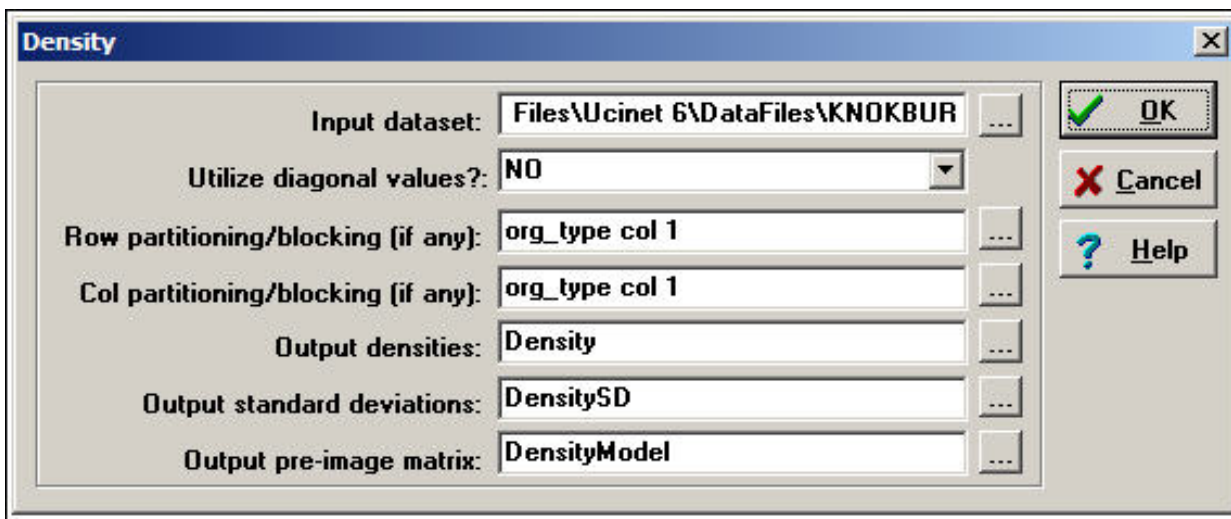 Density
Input dataset: Files\Ucinet 6\DataFiles\KNOKBUR ...
Utilize diagonal values?: NO
Row partitioning/blocking (if any): org_type col 1 ...
Col partitioning/blocking (if any): org_type col 1 ...
Output densities: Density ...
Output standard deviations: DensitySD ...
Output pre-image matrix: DensityModel ...
OK
Cancel
Help